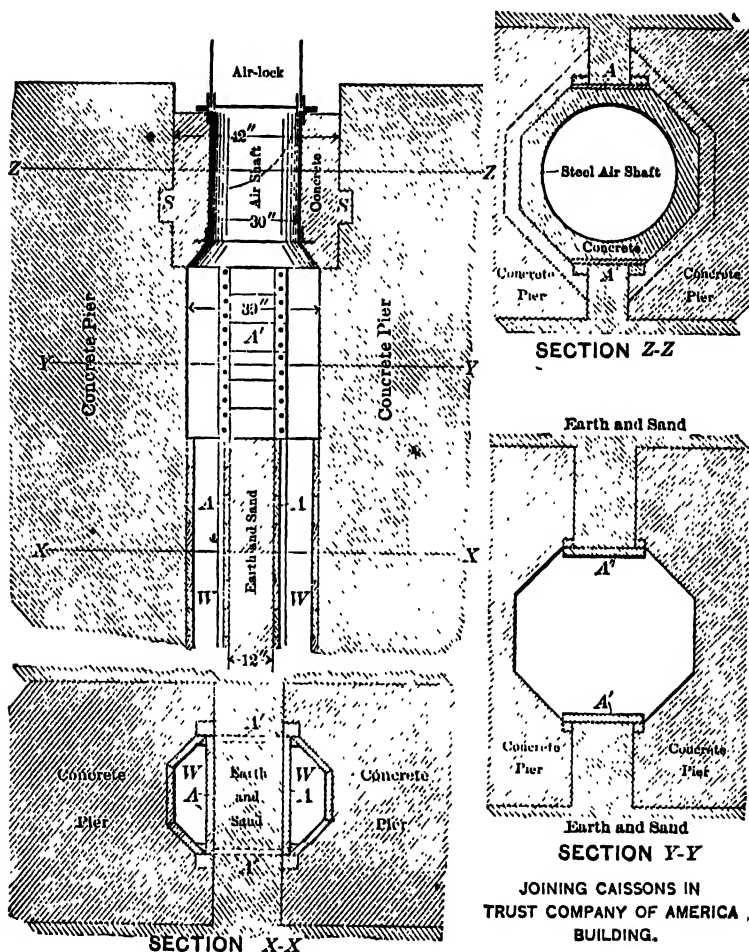 Air-lock
42"
Z
Z
Air Shaft
Concrete
S
S
30"
39"
A'
Concrete Pier
Concrete Pier
Y
Y
A
A
Earth and Sand
X
X
W
W
12"
A
Steel Air Shaft
Concrete
A
Concrete
Pier
Concrete
Pier
SECTION Z-Z
Earth and Sand
A'
A'
Concrete
Pier
Concrete
Pier
Earth and Sand
SECTION Y-Y
Concrete
Pier
W
A
Earth
and
Sand
W
A
Concrete
Pier
SECTION X-X
JOINING CAISSONS IN
TRUST COMPANY OF AMERICA
BUILDING.